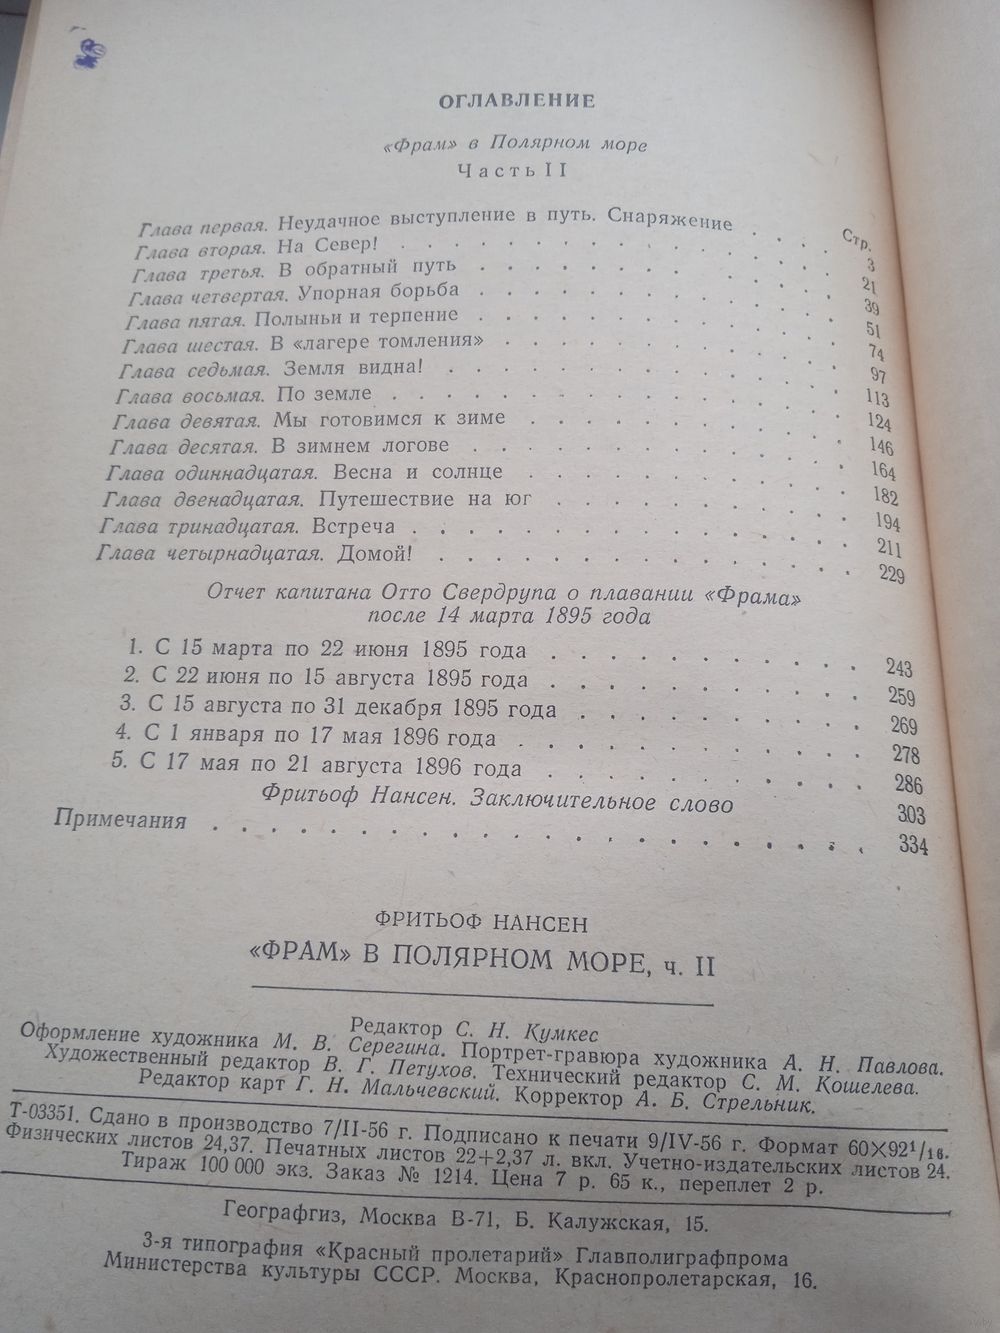 ОГЛАВЛЕНИЕ
«Фрам» в Полярном море
Часть II
Стр.
Глава первая. Неудачное выступление в путь. Снаряжение . . . . 3
Глава вторая. На Север! . . . . . . . . . . . . . 21
Глава третья. В обратный путь . . . . . . . . . . . 39
Глава четвертая. Упорная борьба . . . . . . . . . . . 51
Глава пятая. Полыньи и терпение . . . . . . . . . . . 74
Глава шестая. В «лагере томления» . . . . . . . . . . 97
Глава седьмая. Земля видна! . . . . . . . . . . . . 113
Глава восьмая. По земле . . . . . . . . . . . . . 124
Глава девятая. Мы готовимся к зиме . . . . . . . . . 146
Глава десятая. В зимнем логове . . . . . . . . . . . 164
Глава одиннадцатая. Весна и солнце . . . . . . . . . 182
Глава двенадцатая. Путешествие на юг . . . . . . . . 194
Глава тринадцатая. Встреча . . . . . . . . . . . . 211
Глава четырнадцатая. Домой! . . . . . . . . . . . . 229
Отчет капитана Отто Свердрупа о плавании «Фрама»
после 14 марта 1895 года
1. С 15 марта по 22 июня 1895 года . . . . . . . . . . 243
2. С 22 июня по 15 августа 1895 года . . . . . . . . . . 259
3. С 15 августа по 31 декабря 1895 года . . . . . . . . . 269
4. С 1 января по 17 мая 1896 года . . . . . . . . . . . 278
5. С 17 мая по 21 августа 1896 года . . . . . . . . . . 286
Фритьоф Нансен. Заключительное слово 303
Примечания . . . . . . . . . . . . . . . . . . 334
ФРИТЬОФ НАНСЕН
«ФРАМ» В ПОЛЯРНОМ МОРЕ, ч. II
Редактор С. Н. Кумкес
Оформление художника М. В. Серегина. Портрет-гравюра художника А. Н. Павлова.
Художественный редактор В. Г. Петухов. Технический редактор С. М. Кошелева.
Редактор карт Г. Н. Мальчевский. Корректор А. Б. Стрельник.
Т-03351. Сдано в производство 7/II-56 г. Подписано к печати 9/IV-56 г. Формат 60×92 1/16.
Физических листов 24,37. Печатных листов 22+2,37 л. вкл. Учетно-издательских листов 24.
Тираж 100 000 экз. Заказ № 1214. Цена 7 р. 65 к., переплет 2 р.
Географгиз, Москва В-71, Б. Калужская, 15.
3-я типография «Красный пролетарий» Главполиграфпрома
Министерства культуры СССР. Москва, Краснопролетарская, 16.